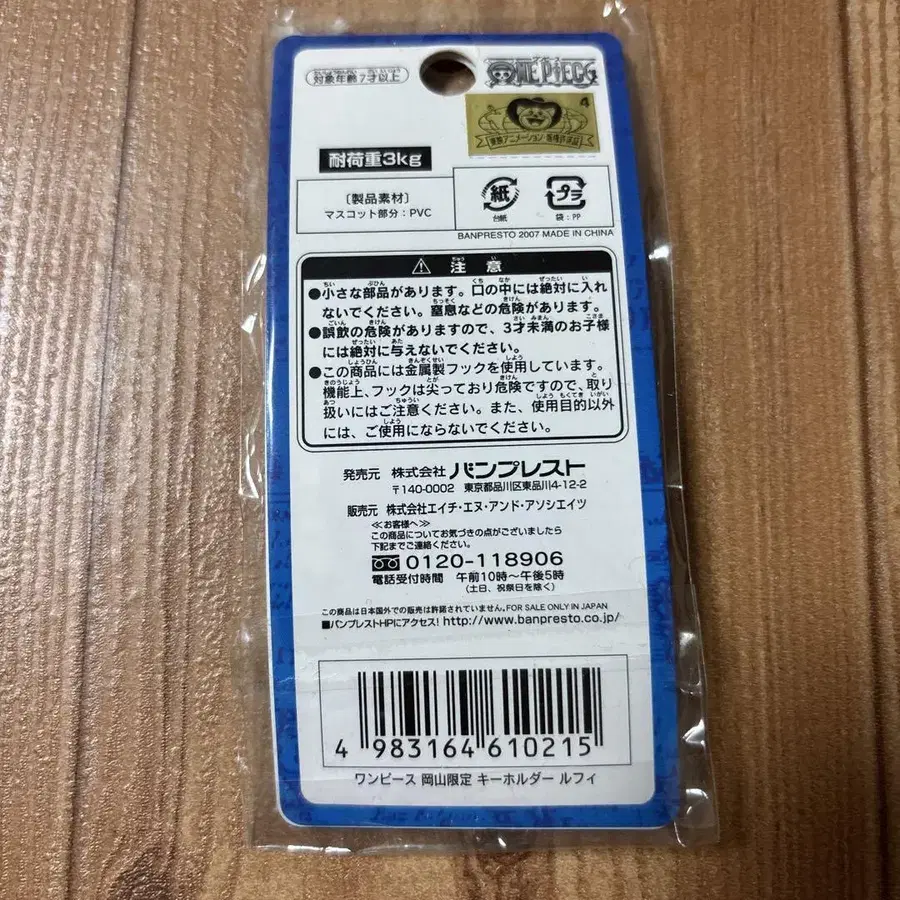 対象年齢7才以上
ONE PIECE
4
東映アニメーション・版権許諾品
耐荷重3kg
〔製品素材〕
マスコット部分：PVC
紙
台紙
プラ
袋：PP
BANPRESTO 2007 MADE IN CHINA
⚠ 注意
●小さな部品があります。口の中には絶対に入れ
ないでください。窒息などの危険があります。
●誤飲の危険がありますので、3才未満のお子様
には絶対に与えないでください。
●この商品には金属製フックを使用しています。
機能上、フックは尖っており危険ですので、取り
扱いにはご注意ください。また、使用目的以外
には、ご使用にならないでください。
発売元 株式会社 バンプレスト
〒140-0002 東京都品川区東品川4-12-2
販売元 株式会社エイチ・エヌ・アンド・アソシエイツ
≪お客様へ≫
この商品についてお気づきの点がございましたら
下記までご連絡ください。
0120-118906
電話受付時間 午前10時〜午後5時
(土日、祝祭日を除く)
この商品は日本国外での販売は許諾されていません。FOR SALE ONLY IN JAPAN
■バンプレストHPにアクセス! http://www.banpresto.co.jp/
4 983164 610215
ワンピース 岡山限定 キーホルダー ルフィ